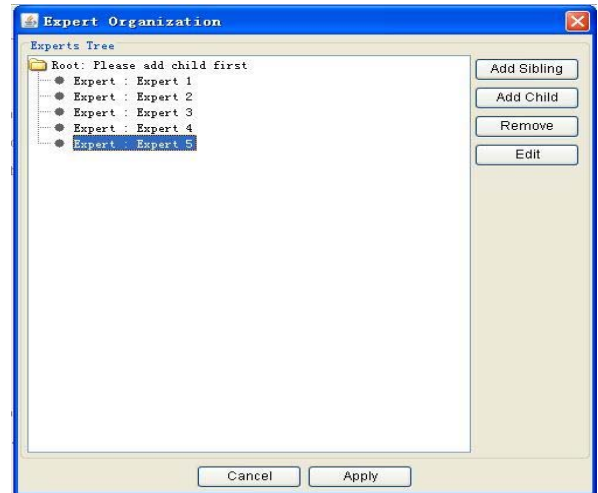 Expert Organization
Experts Tree
Root: Please add child first
Expert : Expert 1
Expert : Expert 2
Expert : Expert 3
Expert : Expert 4
Expert : Expert 5
Add Sibling
Add Child
Remove
Edit
Cancel
Apply